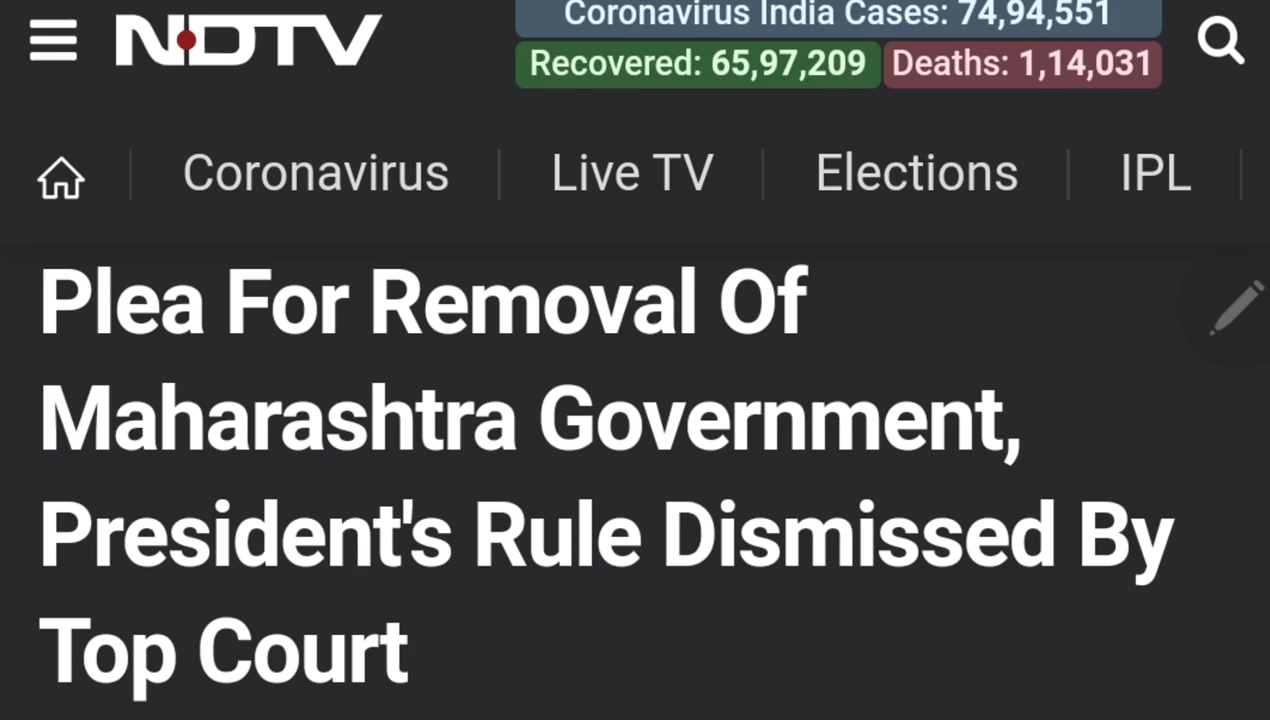 NDTV
Coronavirus India Cases: 74,94,551
Recovered: 65,97,209 Deaths: 1,14,031
Coronavirus Live TV Elections IPL
Plea For Removal Of
Maharashtra Government,
President's Rule Dismissed By
Top Court